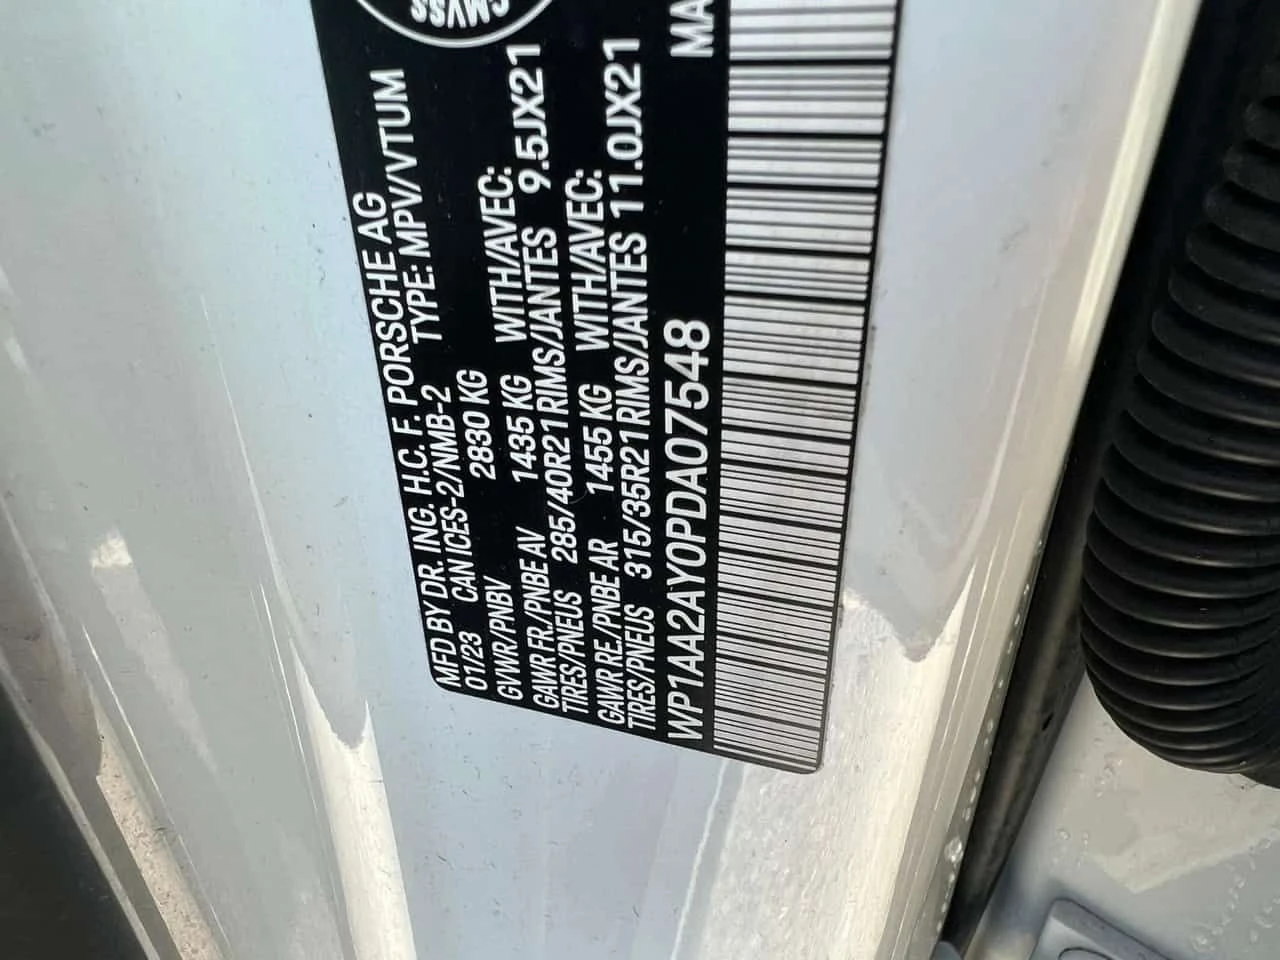 CMVSS
MFD BY DR. ING. H.C. F. PORSCHE AG
01/23 CAN ICES-2/NMB-2 TYPE: MPV/VTUM
GVWR/PNBV 2830 KG
GAWR FR./PNBE AV 1435 KG WITH/AVEC:
TIRES/PNEUS 285/40R21 RIMS/JANTES 9.5JX21
GAWR RE./PNBE AR 1455 KG WITH/AVEC:
TIRES/PNEUS 315/35R21 RIMS/JANTES 11.0JX21
WP1AA2AY0PDA07548 MA